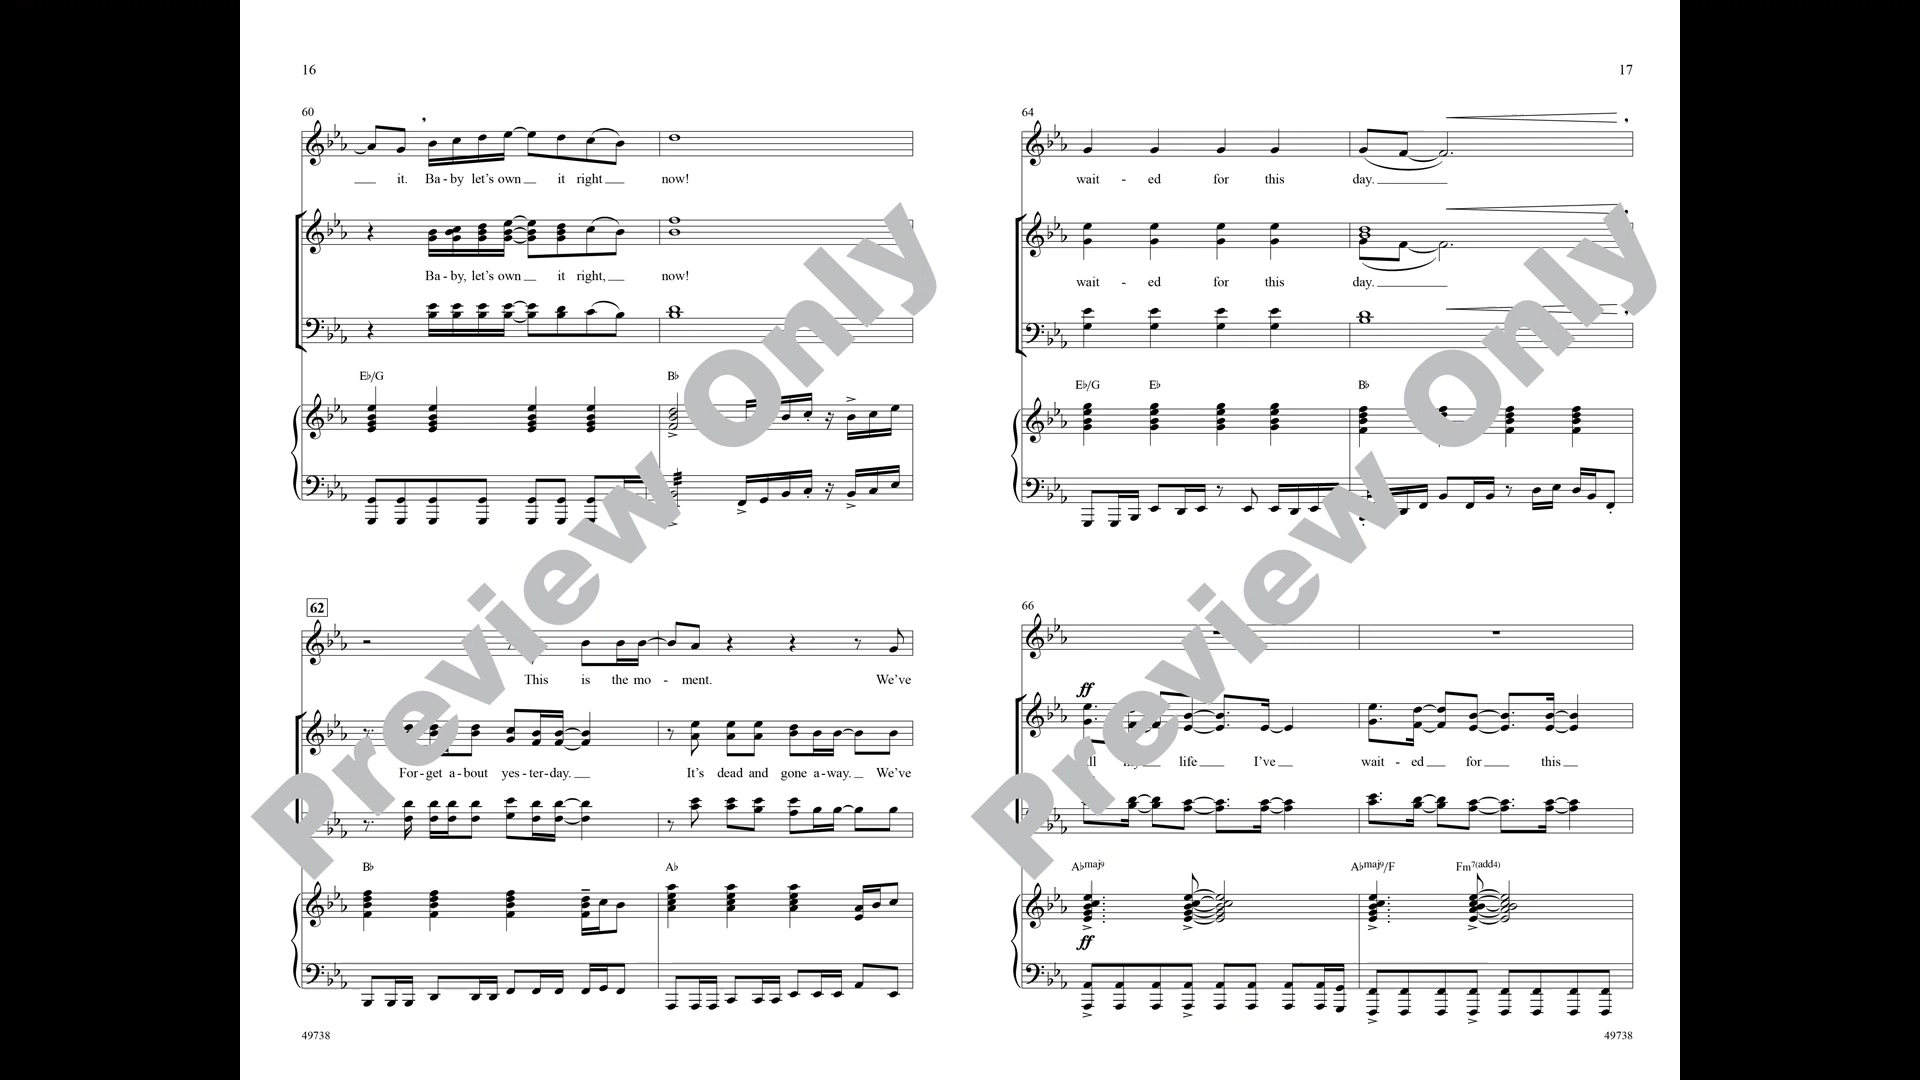 16
60
it. Ba - by let's own it right now!
Ba - by, let's own it right, now!
E♭/G B♭
62
This is the mo - ment. We've
For - get a - bout yes - ter - day. It's dead and gone a - way. We've
B♭ A♭
49738
17
64
wait - ed for this day.
wait - ed for this day.
E♭/G E♭ B♭
66
ff
life I've wait - ed for this
A♭maj9 A♭maj9/F Fm7(add4)
ff
49738
Preview Only
Preview Only